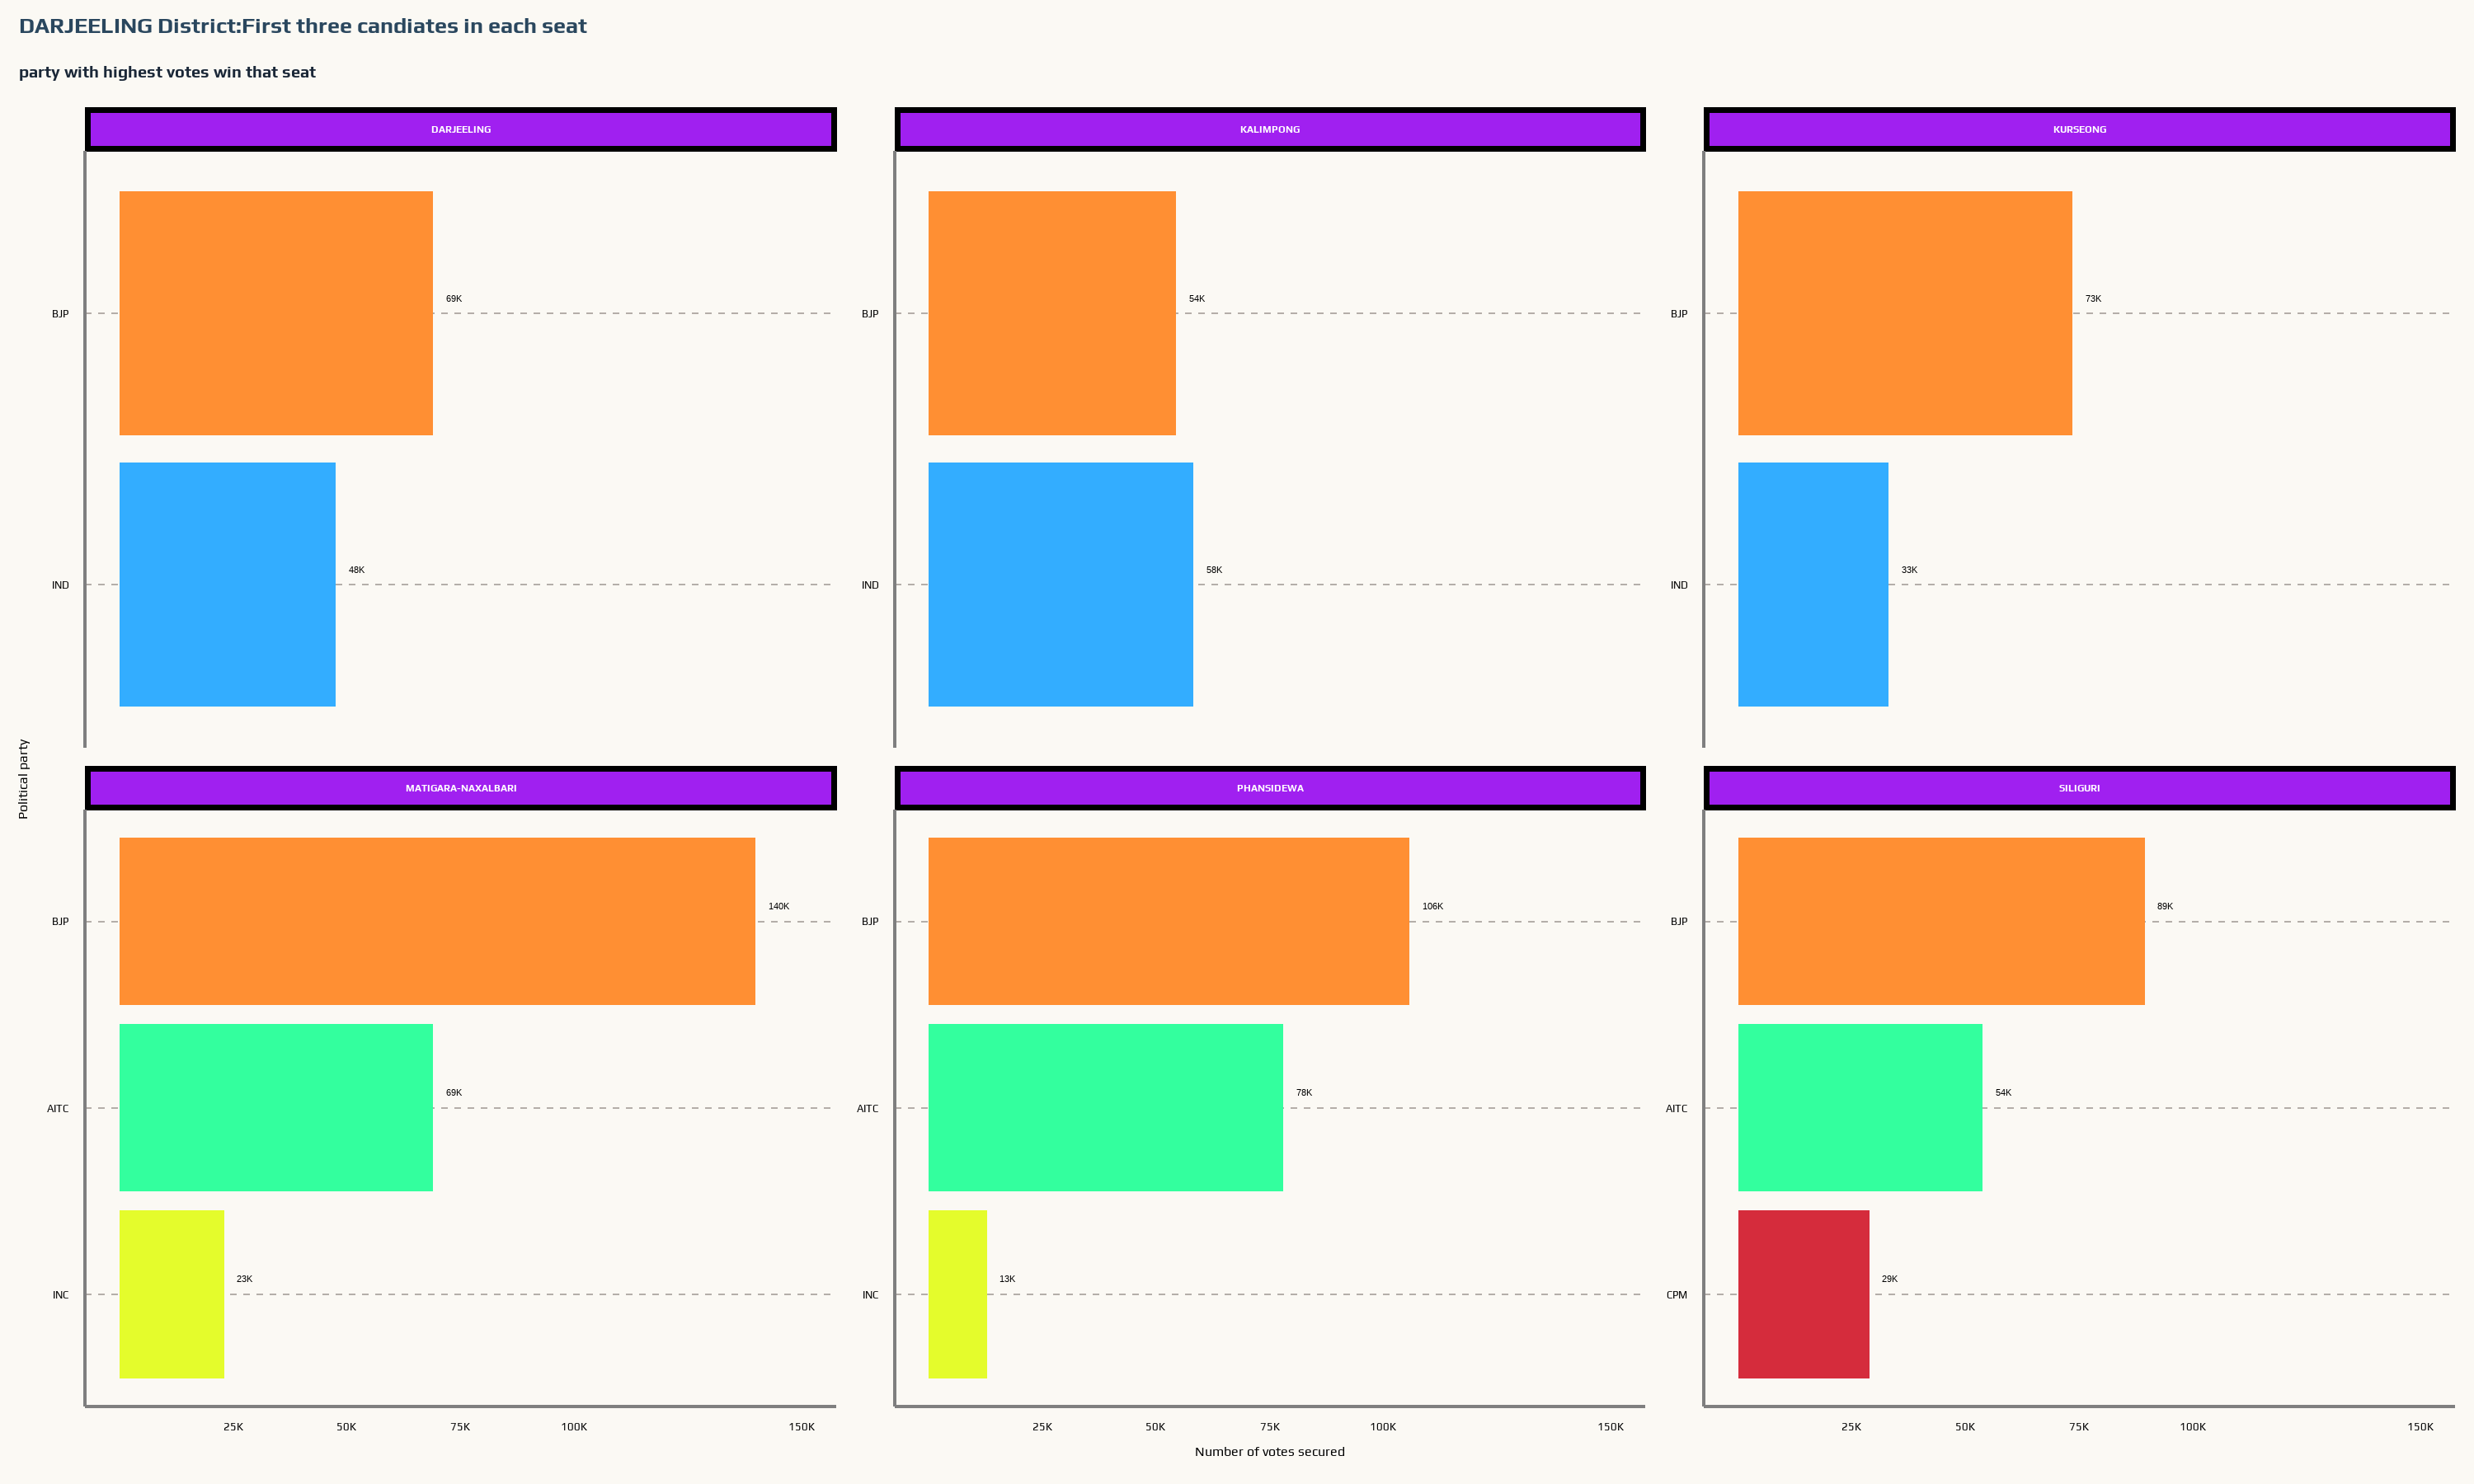 DARJEELING District:First three candiates in each seat
party with highest votes win that seat
DARJEELING
KALIMPONG
KURSEONG
BJP
69K
BJP
54K
BJP
73K
IND
48K
IND
58K
IND
33K
Political party
MATIGARA-NAXALBARI
PHANSIDEWA
SILIGURI
BJP
140K
BJP
106K
BJP
89K
AITC
69K
AITC
78K
AITC
54K
INC
23K
INC
13K
CPM
29K
25K 50K 75K 100K 150K
25K 50K 75K 100K 150K
25K 50K 75K 100K 150K
Number of votes secured